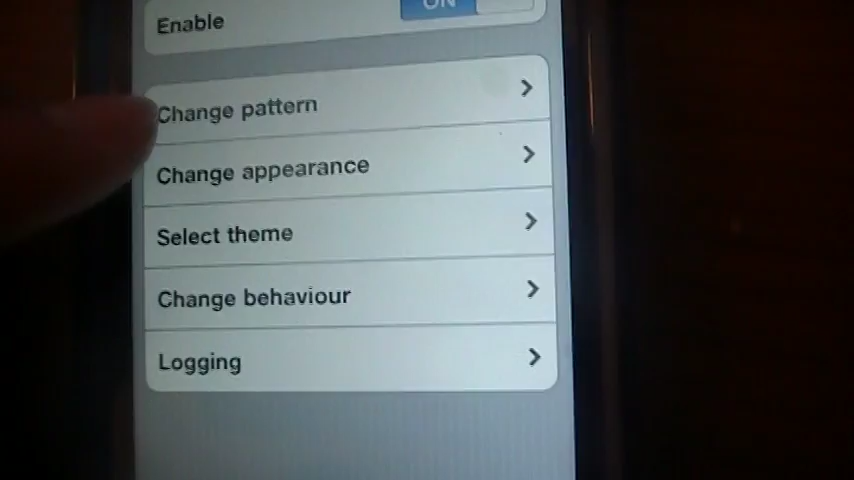 Enable
ON
Change pattern
Change appearance
Select theme
Change behaviour
Logging